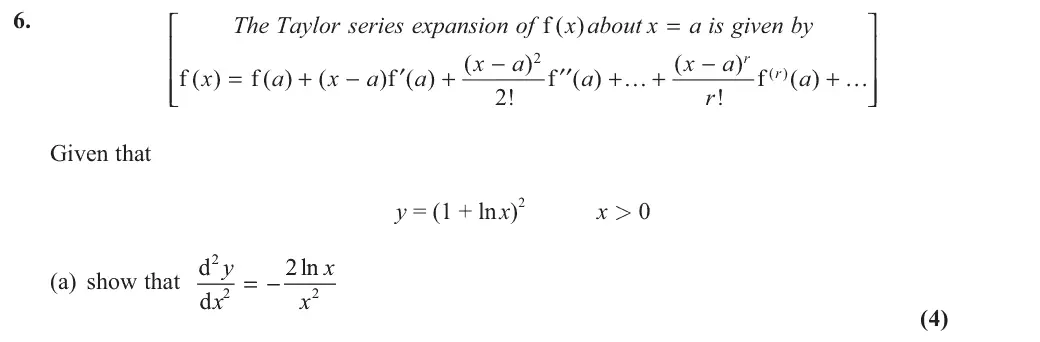 6.
The Taylor series expansion of f(x) about x = a is given by
f(x) = f(a) + (x − a)f′(a) + (x − a)²/2! f′′(a) + … + (x − a)ʳ/r! f⁽ʳ⁾(a) + …
Given that
y = (1 + ln x)² x > 0
(a) show that d²y/dx² = − 2 ln x/x²
(4)